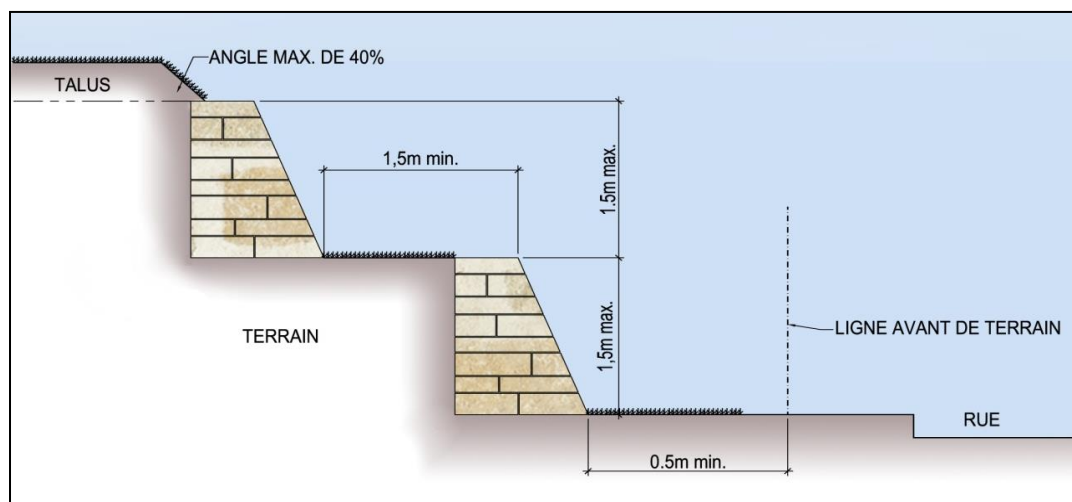 ANGLE MAX. DE 40%
TALUS
1,5m min.
1.5m max.
TERRAIN
1,5m max.
LIGNE AVANT DE TERRAIN
RUE
0.5m min.